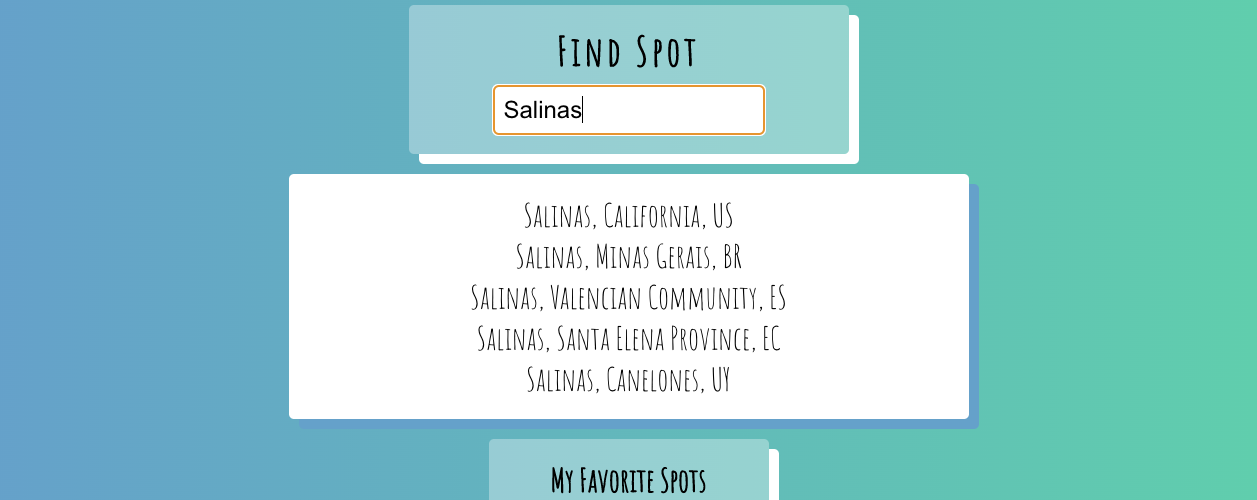 Find Spot
Salinas
Salinas, California, US
Salinas, Minas Gerais, BR
Salinas, Valencian Community, ES
Salinas, Santa Elena Province, EC
Salinas, Canelones, UY
My Favorite Spots